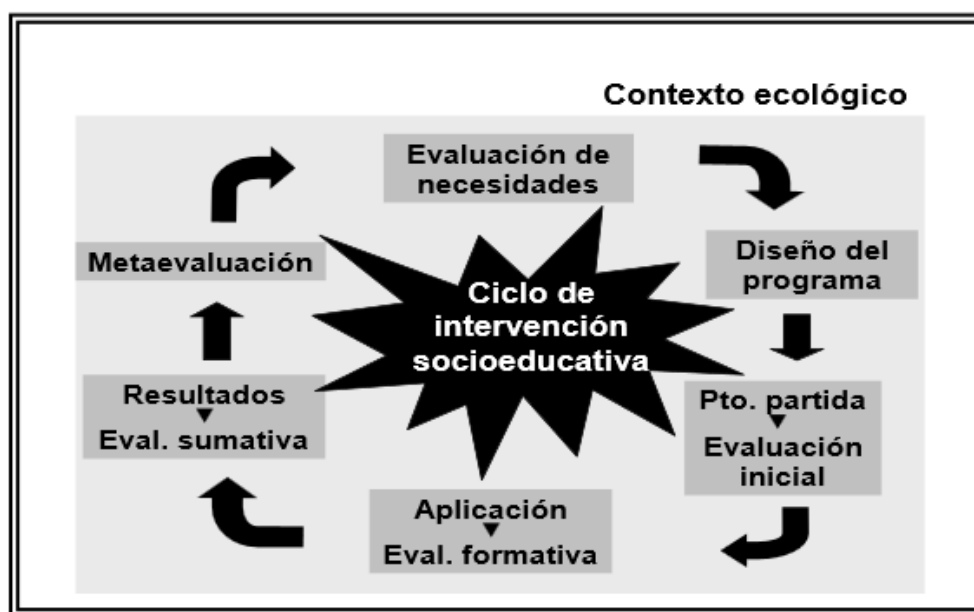 Contexto ecológico
Evaluación de
necesidades
Diseño del
programa
Pto. partida
Evaluación
inicial
Aplicación
Eval. formativa
Resultados
Eval. sumativa
Metaevaluación
Ciclo de
intervención
socioeducativa